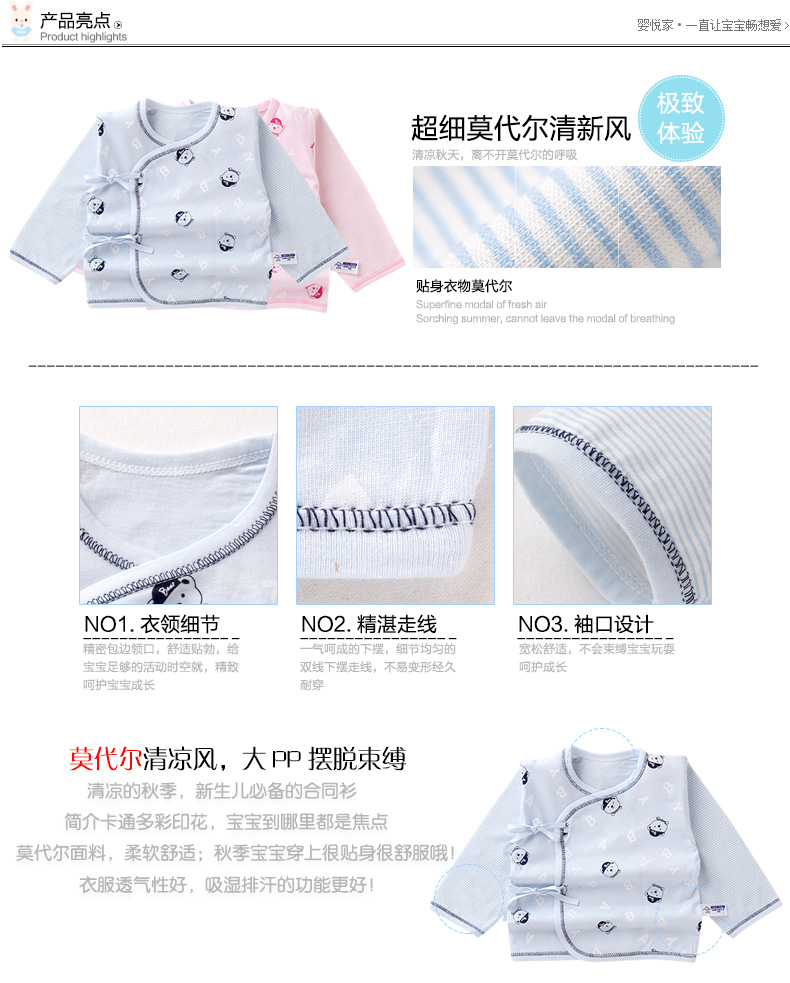 产品亮点
Product highlights
婴悦家·一直让宝宝畅想爱>
超细莫代尔清新风
极致
体验
清凉秋天，离不开莫代尔的呼吸
贴身衣物莫代尔
Superfine modal of fresh air
Sorching summer, cannot leave the modal of breathing
NO1. 衣领细节
精密包边领口，舒适贴勃，给
宝宝足够的活动时空就，精致
呵护宝宝成长
NO2. 精湛走线
一气呵成的下摆，细节均匀的
双线下摆走线，不易变形经久
耐穿
NO3. 袖口设计
宽松舒适，不会束缚宝宝玩耍
呵护成长
莫代尔清凉风，大PP摆脱束缚
清凉的秋季，新生儿必备的合同衫
简介卡通多彩印花，宝宝到哪里都是焦点
莫代尔面料，柔软舒适；秋季宝宝穿上很贴身很舒服哦！
衣服透气性好，吸湿排汗的功能更好！